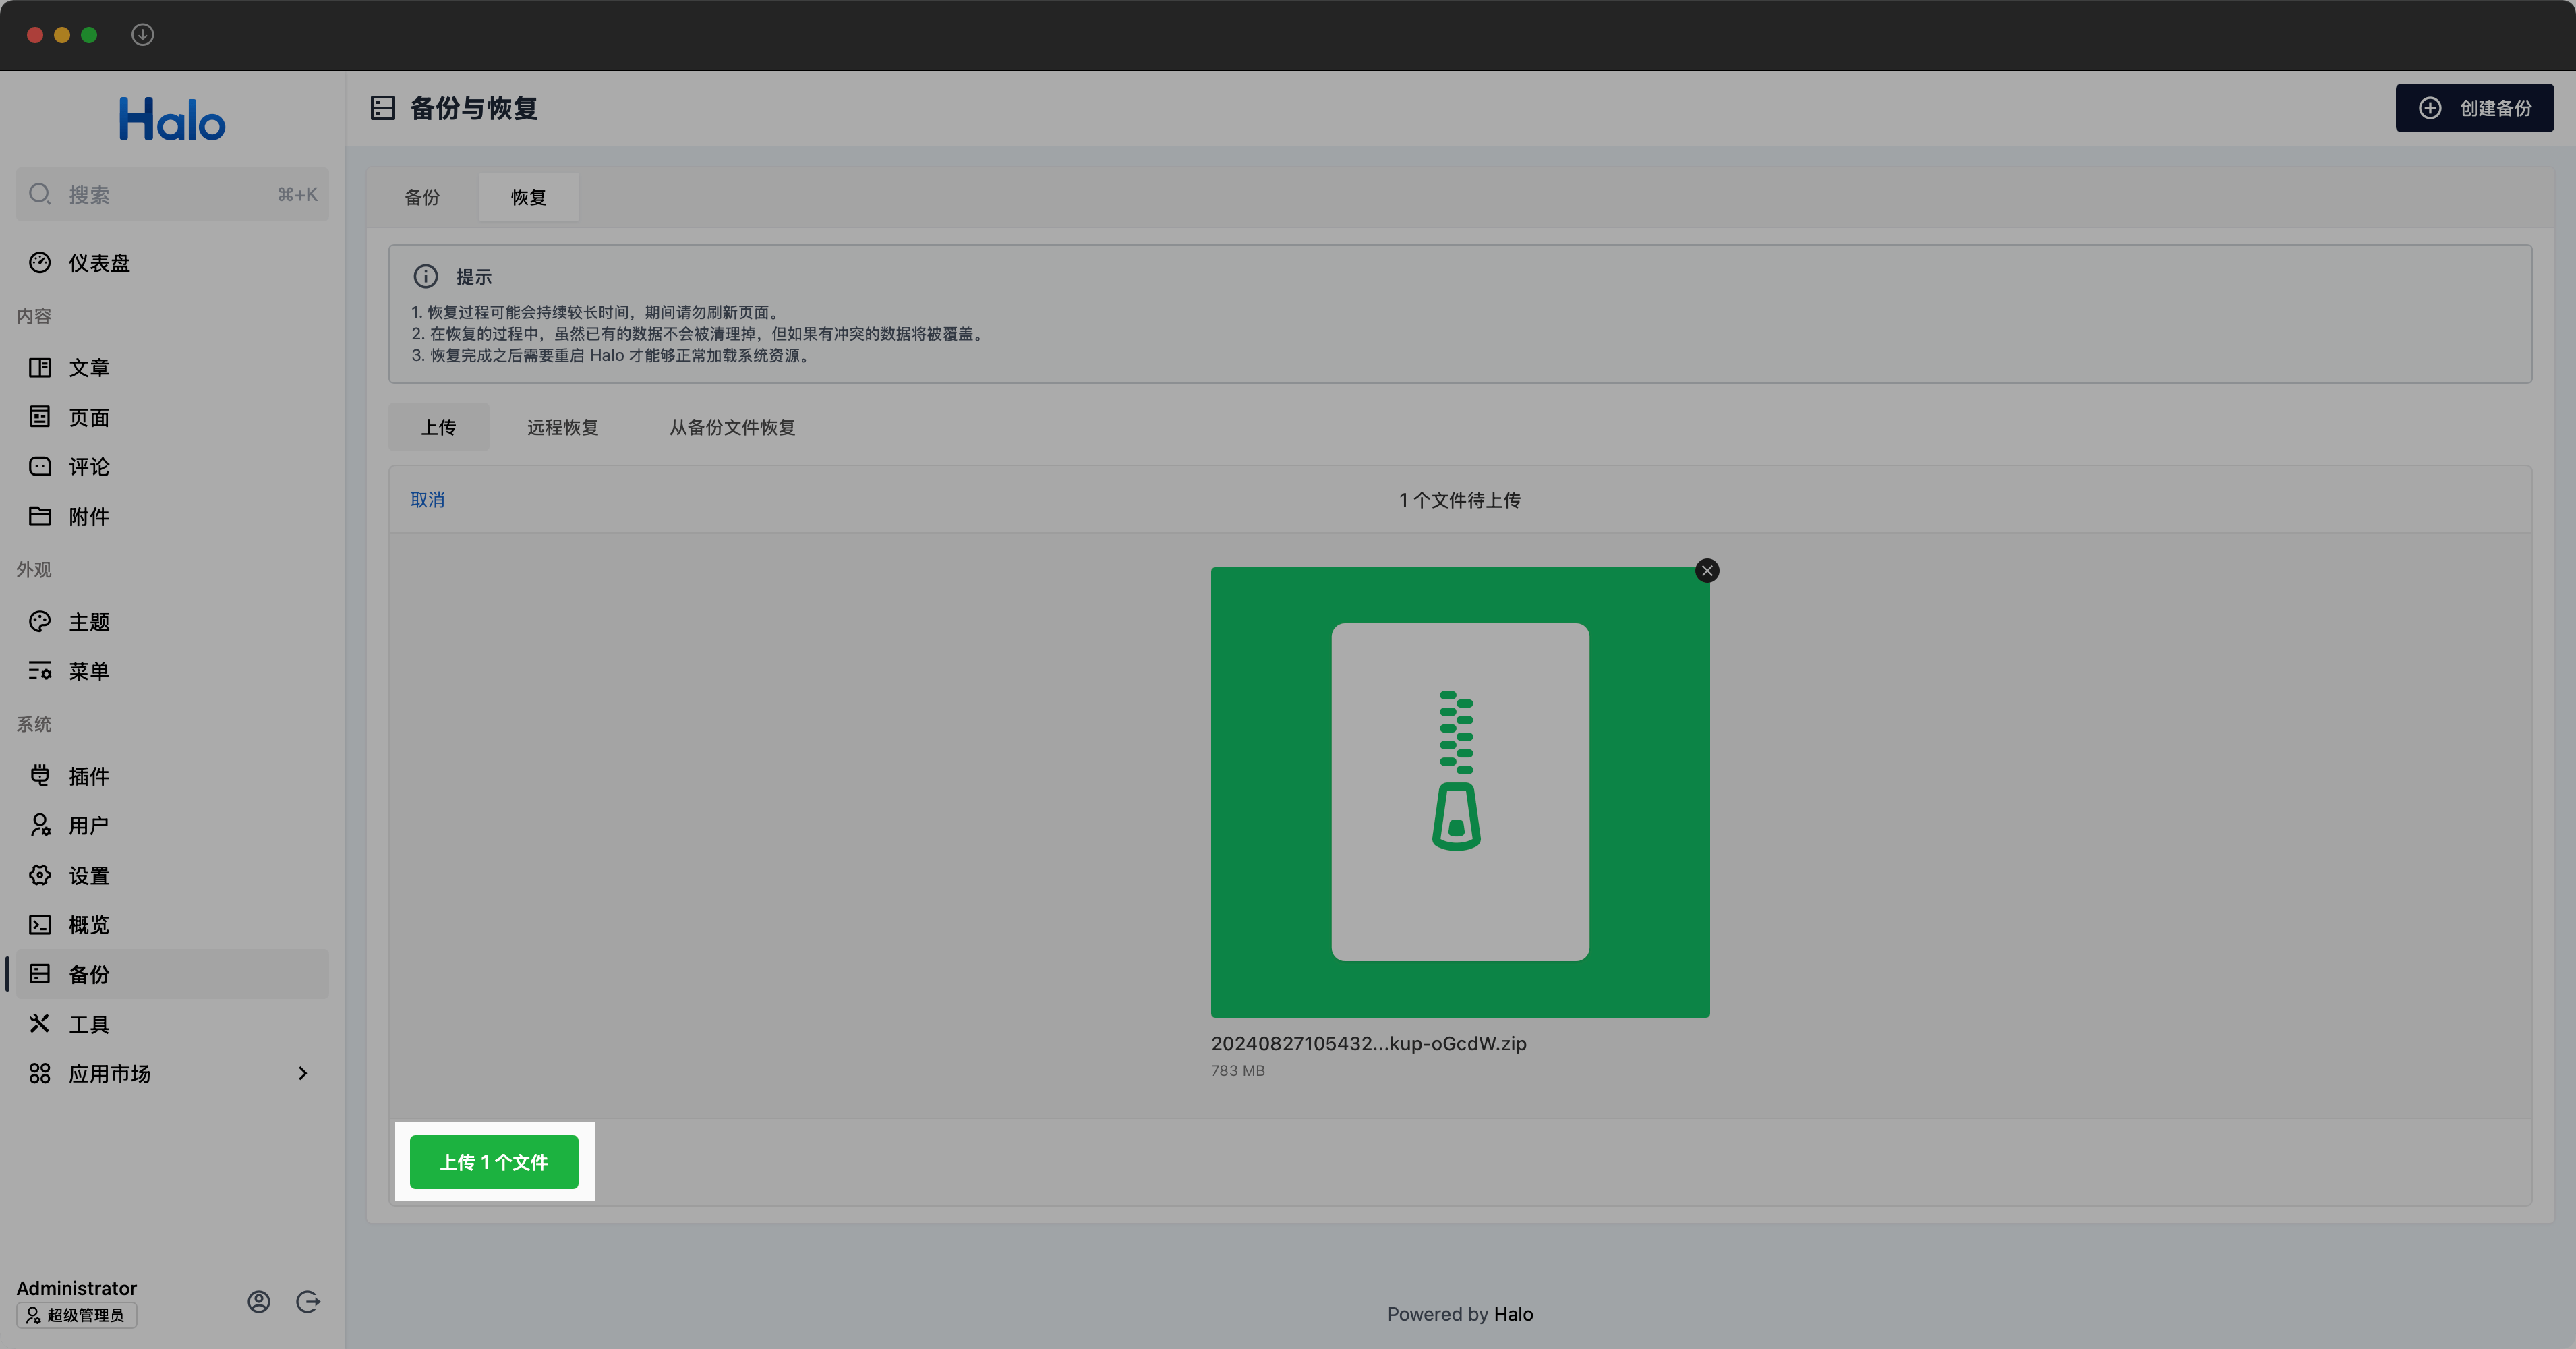 Halo
搜索 ⌘+K
仪表盘
内容
文章
页面
评论
附件
外观
主题
菜单
系统
插件
用户
设置
概览
备份
工具
应用市场
Administrator
超级管理员
备份与恢复
创建备份
备份 恢复
提示
1. 恢复过程可能会持续较长时间，期间请勿刷新页面。
2. 在恢复的过程中，虽然已有的数据不会被清理掉，但如果有冲突的数据将被覆盖。
3. 恢复完成之后需要重启 Halo 才能够正常加载系统资源。
上传 远程恢复 从备份文件恢复
取消 1 个文件待上传
20240827105432...kup-oGcdW.zip
783 MB
上传 1 个文件
Powered by Halo